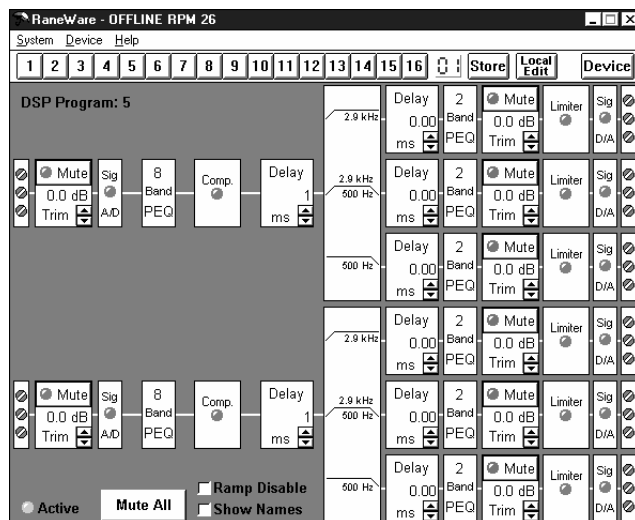 RaneWare - OFFLINE RPM 26
System Device Help
1 2 3 4 5 6 7 8 9 10 11 12 13 14 15 16 01 Store Local Edit Device
DSP Program: 5
2.9 kHz Delay 0.00 ms 2 Band PEQ Mute 0.0 dB Trim Limiter Sig D/A
Mute 0.0 dB Trim Sig A/D 8 Band PEQ Comp. Delay 1 ms 2.9 kHz 500 Hz Delay 0.00 ms 2 Band PEQ Mute 0.0 dB Trim Limiter Sig D/A
500 Hz Delay 0.00 ms 2 Band PEQ Mute 0.0 dB Trim Limiter Sig D/A
2.9 kHz Delay 0.00 ms 2 Band PEQ Mute 0.0 dB Trim Limiter Sig D/A
Mute 0.0 dB Trim Sig A/D 8 Band PEQ Comp. Delay 1 ms 2.9 kHz 500 Hz Delay 0.00 ms 2 Band PEQ Mute 0.0 dB Trim Limiter Sig D/A
500 Hz Delay 0.00 ms 2 Band PEQ Mute 0.0 dB Trim Limiter Sig D/A
Active Mute All Ramp Disable
Show Names